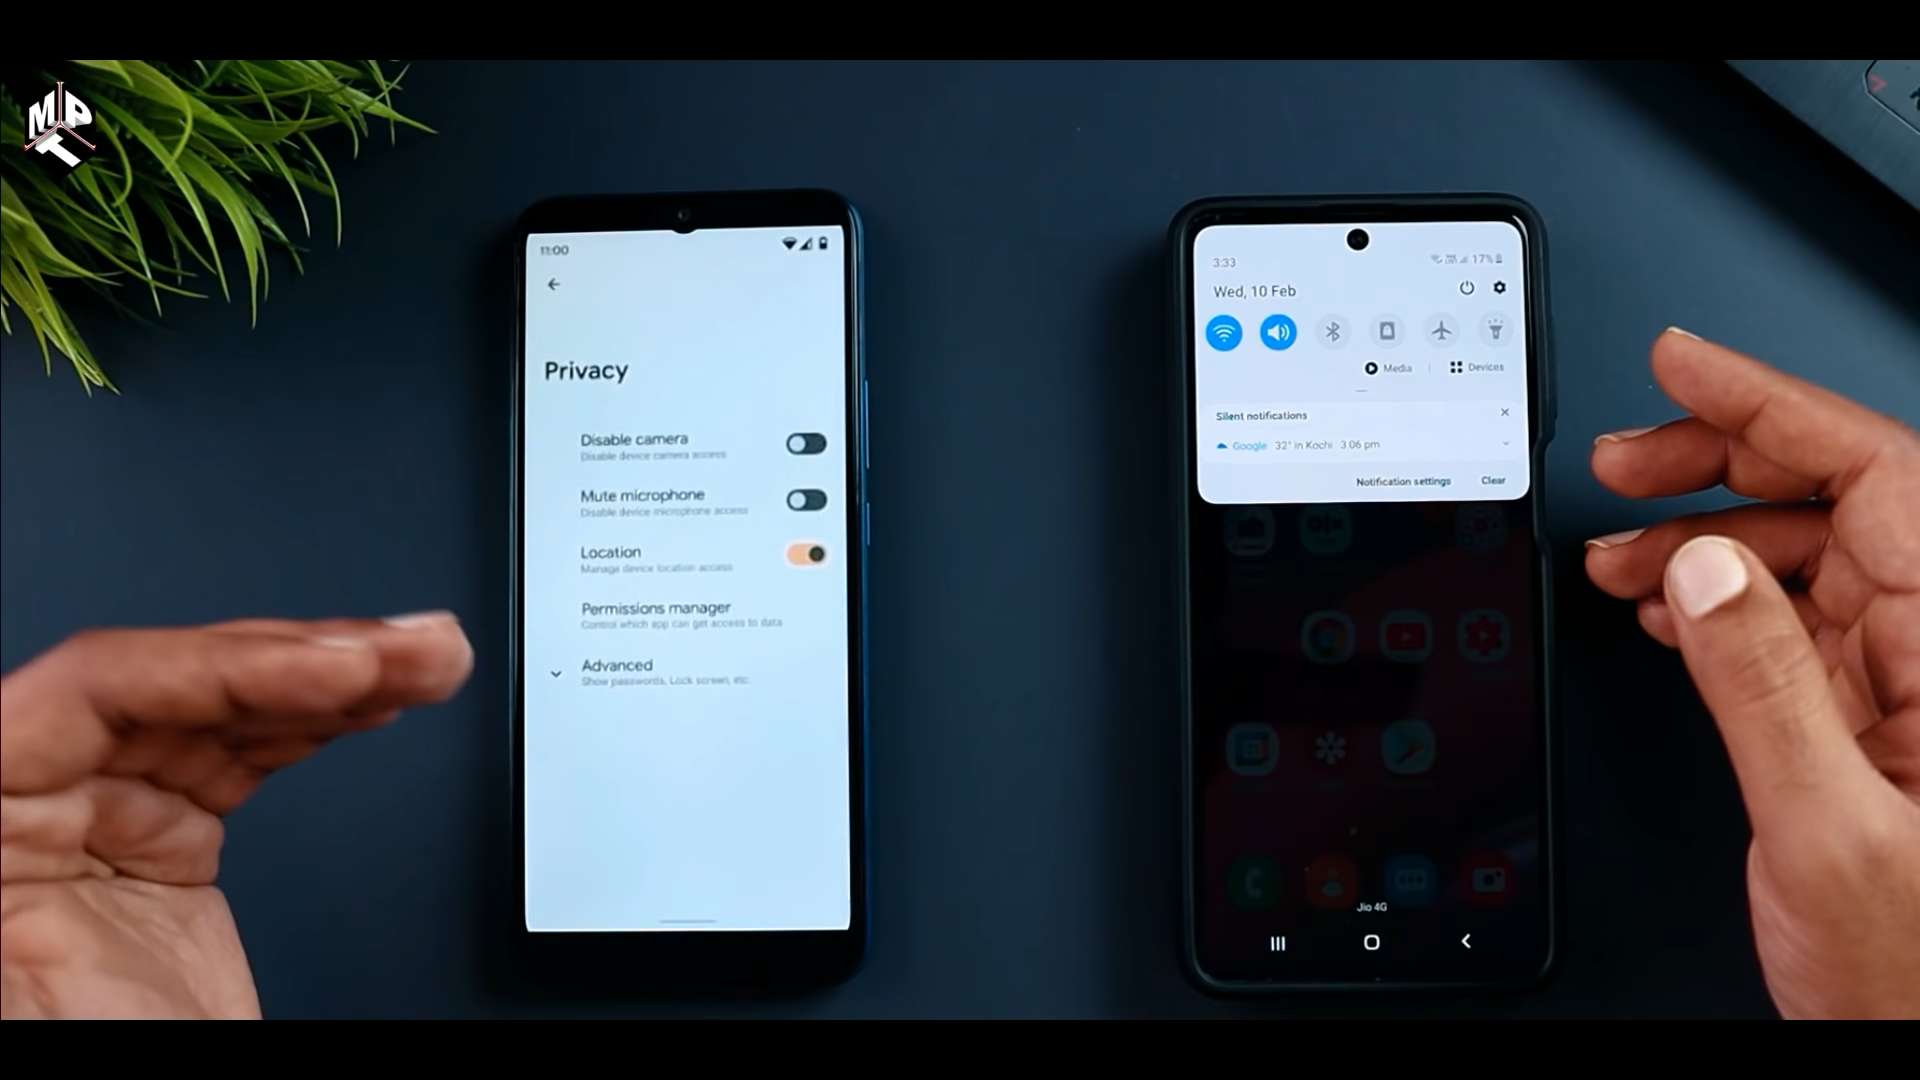 MPT
11:00
Privacy
Disable camera
Disable device camera access
Mute microphone
Disable device microphone access
Location
Manage device location access
Permissions manager
Control which app can get access to data
Advanced
Show passwords, Lock screen, etc.
3:33
17%
Wed, 10 Feb
Media
Devices
Silent notifications
Google 32° in Kochi 3.06 pm
Notification settings Clear
Jio 4G